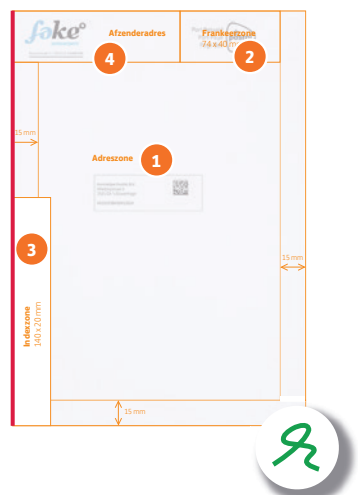 fake
Afzenderadres
Frankeerzone
74 x 40 mm
4
2
15 mm
Adreszone
1
3
Indexzone
140 x 20 mm
15 mm
15 mm